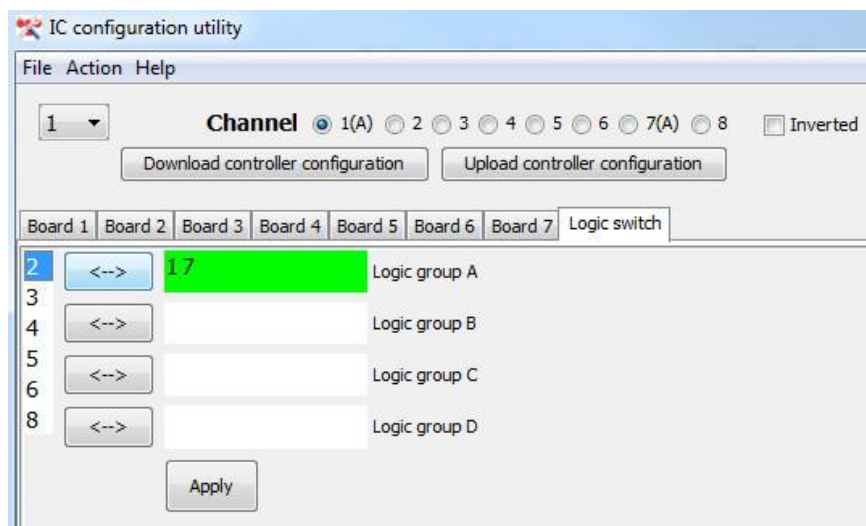 IC configuration utility
File Action Help
1 Channel 1(A) 2 3 4 5 6 7(A) 8 Inverted
Download controller configuration Upload controller configuration
Board 1 Board 2 Board 3 Board 4 Board 5 Board 6 Board 7 Logic switch
2 <--> 17 Logic group A
3
4 <--> Logic group B
5
6 <--> Logic group C
8 <--> Logic group D
Apply